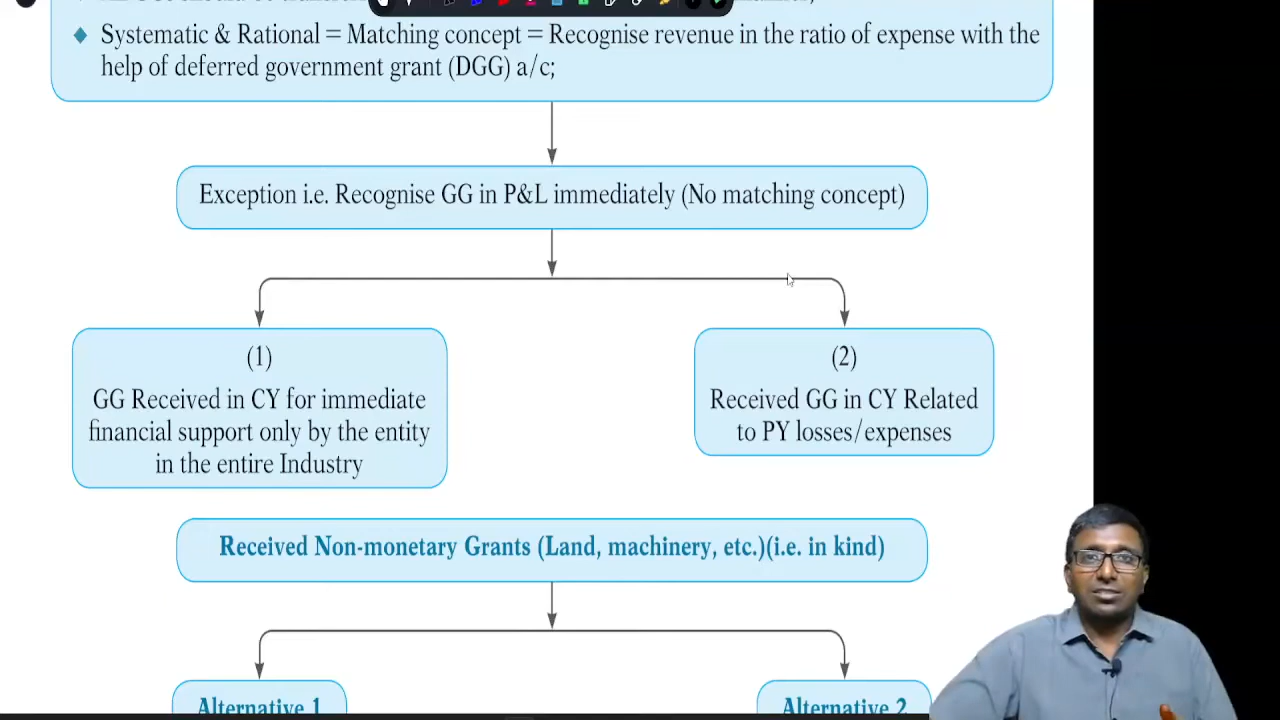 ◆ Systematic & Rational = Matching concept = Recognise revenue in the ratio of expense with the
help of deferred government grant (DGG) a/c;
Exception i.e. Recognise GG in P&L immediately (No matching concept)
(1)
GG Received in CY for immediate
financial support only by the entity
in the entire Industry
(2)
Received GG in CY Related
to PY losses/expenses
Received Non-monetary Grants (Land, machinery, etc.)(i.e. in kind)
Alternative 1
Alternative 2